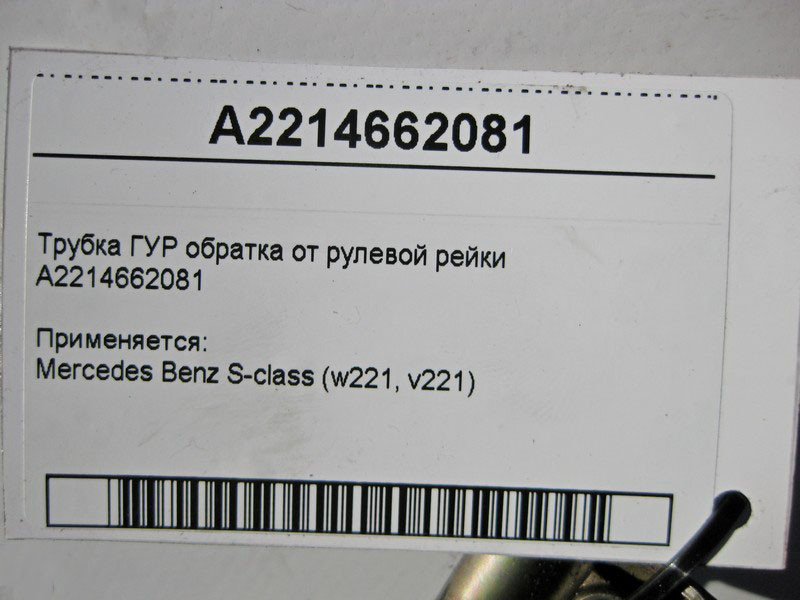 A2214662081
Трубка ГУР обратка от рулевой рейки
A2214662081
Применяется:
Mercedes Benz S-class (w221, v221)